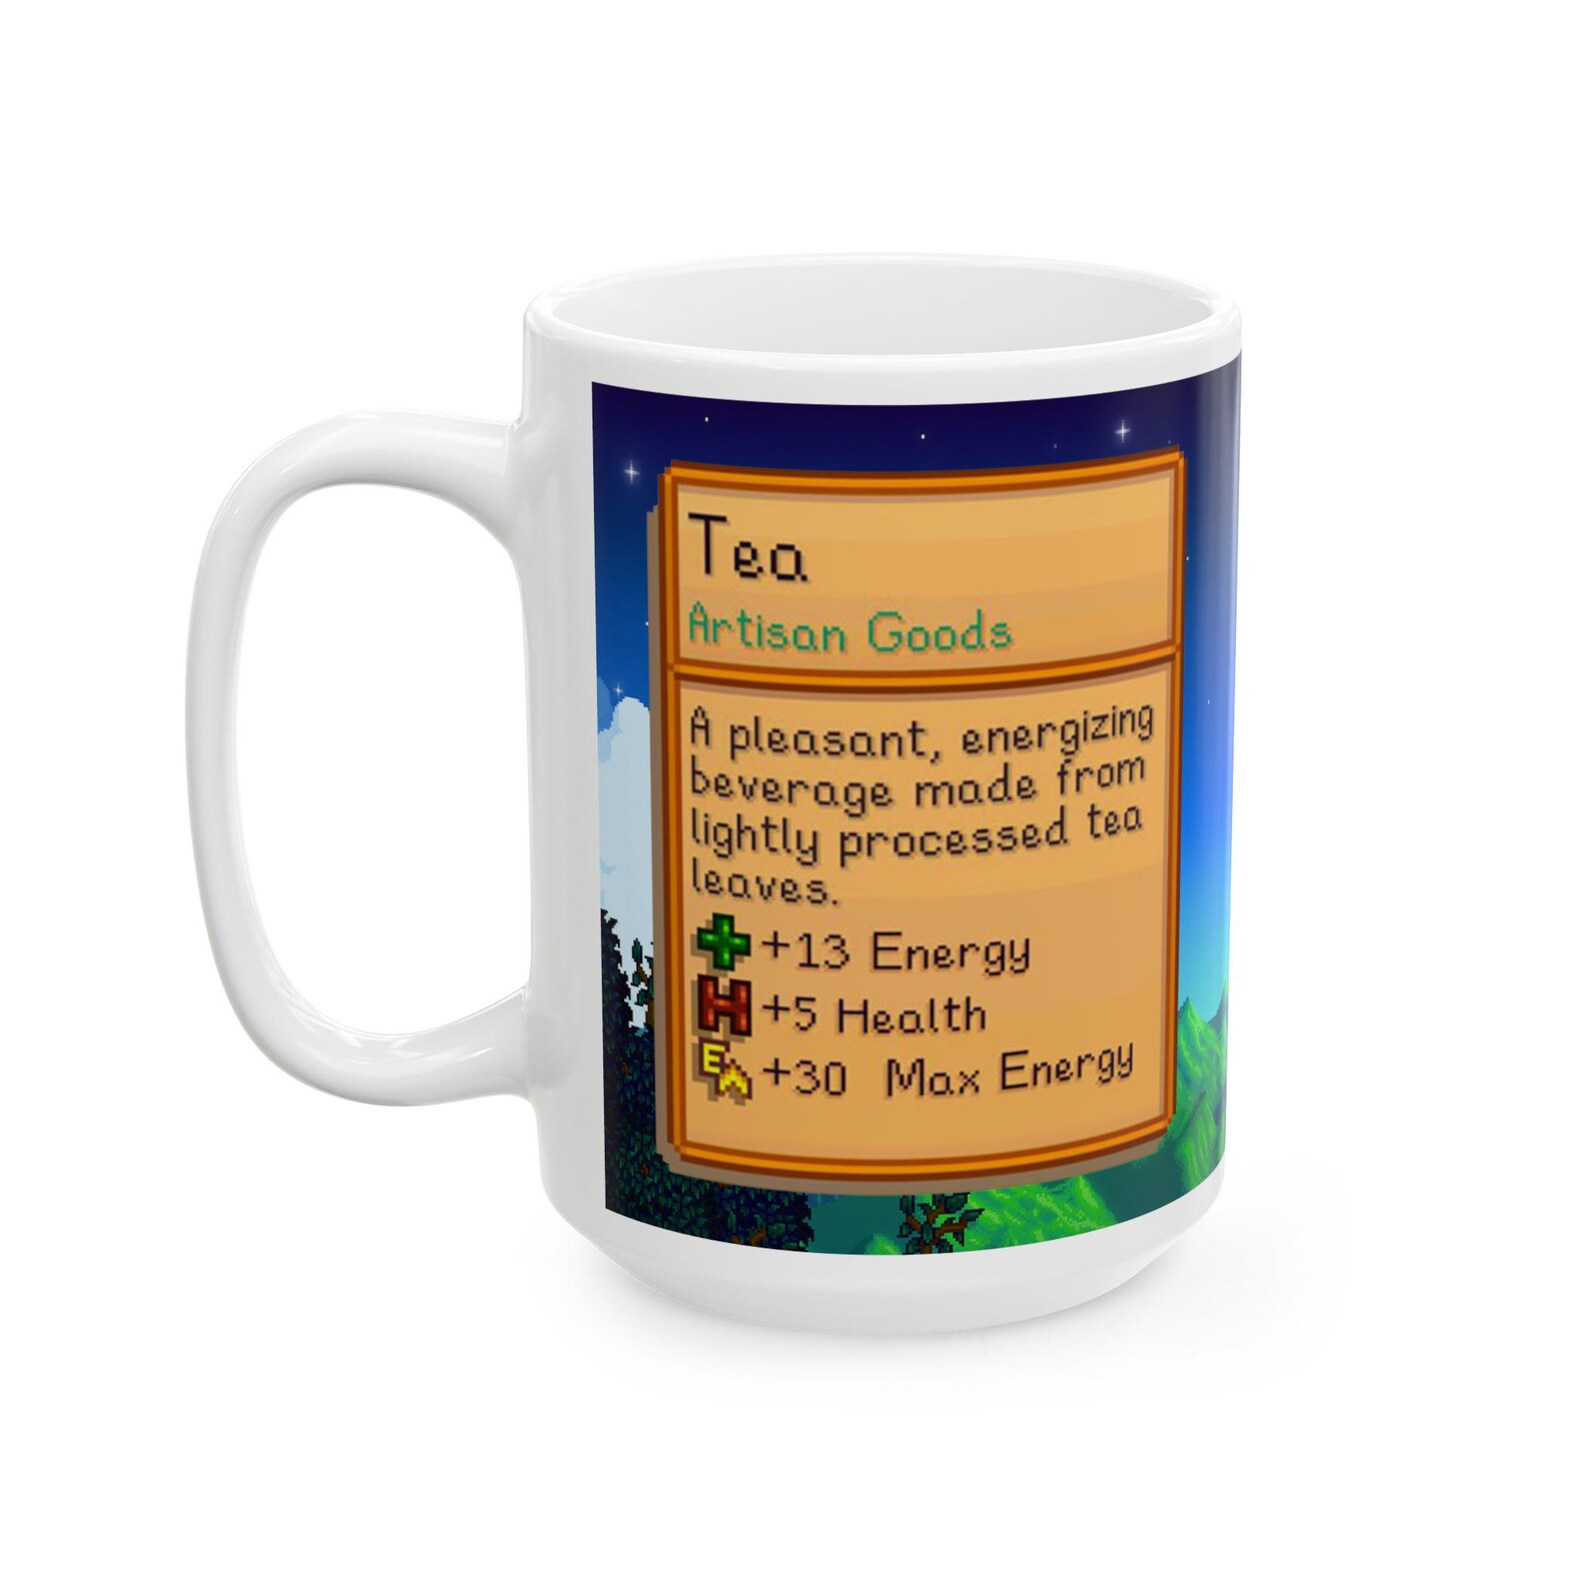 Tea
Artisan Goods
A pleasant, energizing
beverage made from
lightly processed tea
leaves.
+13 Energy
H +5 Health
E +30 Max Energy